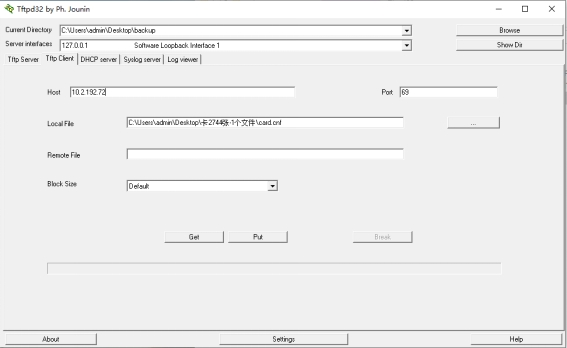 Tftpd32 by Ph. Jounin
Current Directory C:\Users\admin\Desktop\backup Browse
Server interfaces 127.0.0.1 Software Loopback Interface 1 Show Dir
Tftp Server Tftp Client DHCP server Syslog server Log viewer
Host 10.2.192.72 Port 69
Local File C:\Users\admin\Desktop\卡2744张-1个文件\card.cnf ...
Remote File
Block Size Default
Get Put Break
About Settings Help